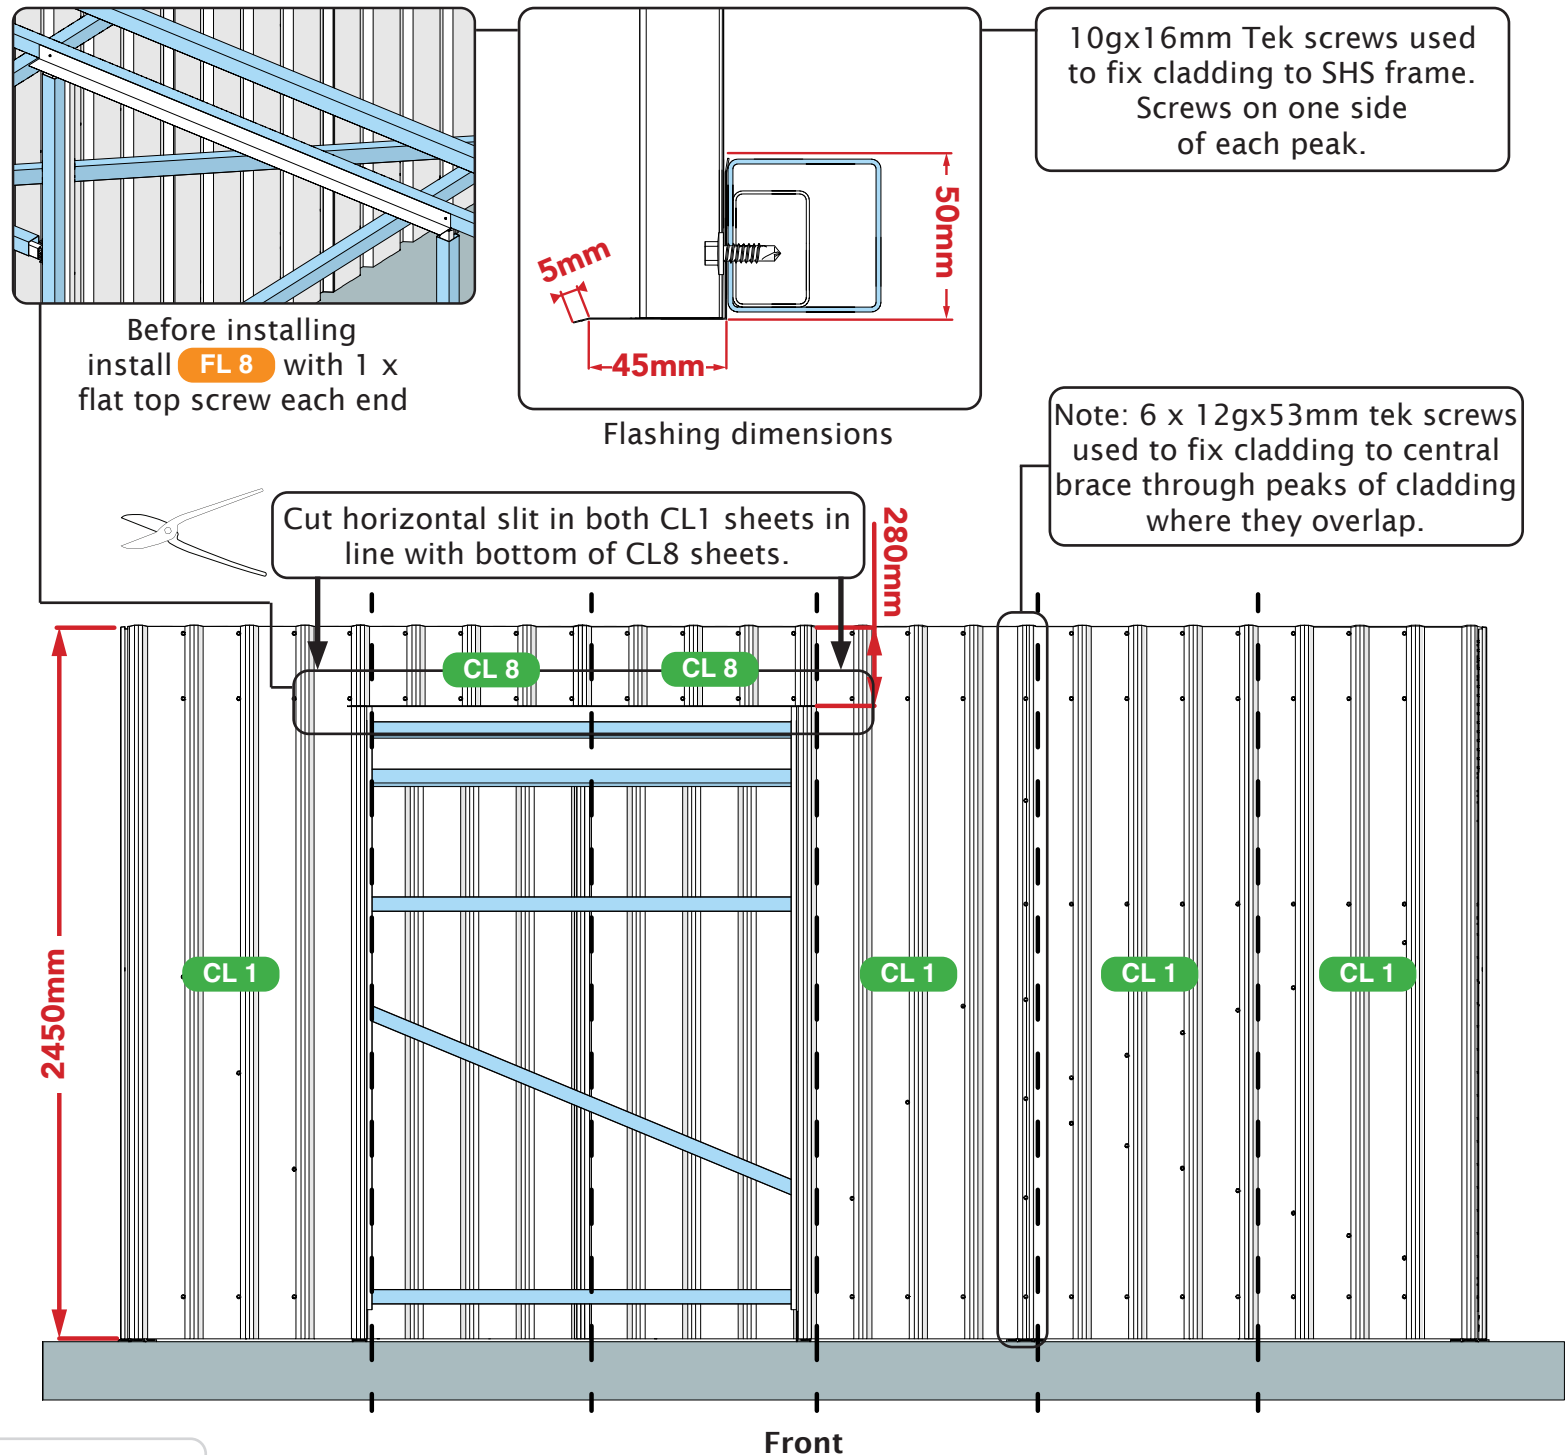 10gx16mm Tek screws used
to fix cladding to SHS frame.
Screws on one side
of each peak.
50mm
5mm
45mm
Before installing
install FL 8 with 1 x
flat top screw each end
Flashing dimensions
Note: 6 x 12gx53mm tek screws
used to fix cladding to central
brace through peaks of cladding
where they overlap.
Cut horizontal slit in both CL1 sheets in
line with bottom of CL8 sheets.
280mm
CL 8
CL 8
2450mm
CL 1
CL 1
CL 1
CL 1
Front